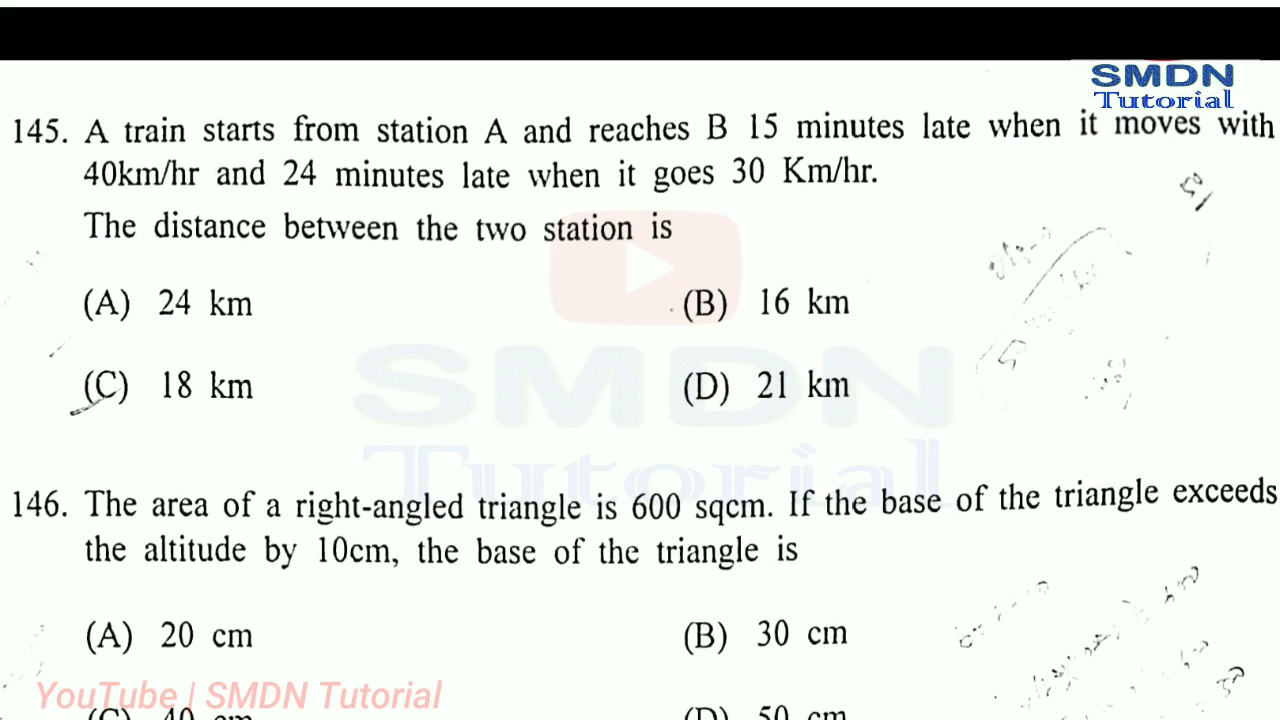 SMDN
Tutorial
145. A train starts from station A and reaches B 15 minutes late when it moves with
40km/hr and 24 minutes late when it goes 30 Km/hr.
The distance between the two station is
(A) 24 km (B) 16 km
(C) 18 km (D) 21 km
SMDN
Tutorial
146. The area of a right-angled triangle is 600 sqcm. If the base of the triangle exceeds
the altitude by 10cm, the base of the triangle is
(A) 20 cm (B) 30 cm
YouTube | SMDN Tutorial
(C) 40 cm (D) 50 cm